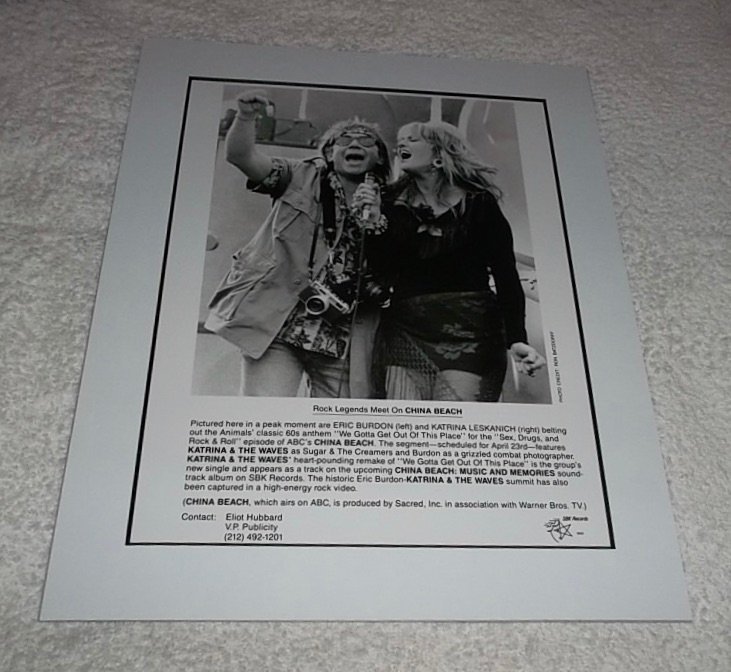 PHOTO CREDIT: RON BATZDORFF
Rock Legends Meet On CHINA BEACH
Pictured here in a peak moment are ERIC BURDON (left) and KATRINA LESKANICH (right) belting
out the Animals' classic 60s anthem "We Gotta Get Out Of This Place" for the "Sex, Drugs, and
Rock & Roll" episode of ABC's CHINA BEACH. The segment—scheduled for April 23rd—features
KATRINA & THE WAVES as Sugar & The Creamers and Burdon as a grizzled combat photographer.
KATRINA & THE WAVES' heart-pounding remake of "We Gotta Get Out Of This Place" is the group's
new single and appears as a track on the upcoming CHINA BEACH: MUSIC AND MEMORIES sound-
track album on SBK Records. The historic Eric Burdon-KATRINA & THE WAVES summit has also
been captured in a high-energy rock video.
(CHINA BEACH, which airs on ABC, is produced by Sacred, Inc. in association with Warner Bros. TV.)
Contact: Eliot Hubbard
V.P. Publicity
(212) 492-1201
SBK Records